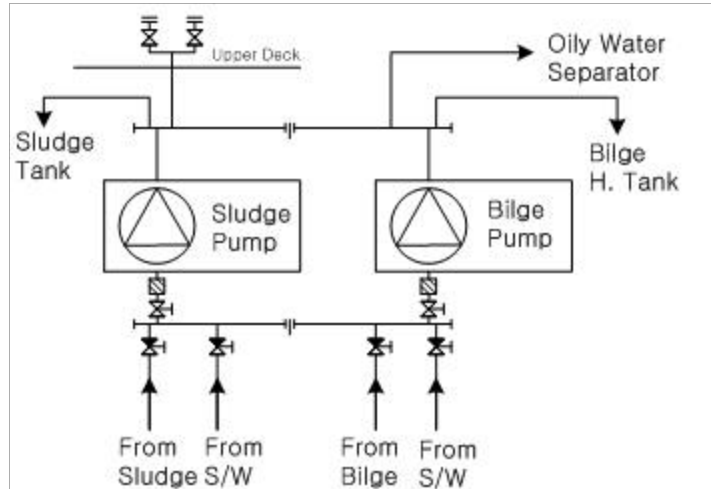 Upper Deck
Oily Water
Separator
Sludge
Tank
Bilge
H. Tank
Sludge
Pump
Bilge
Pump
From
Sludge
From
S/W
From
Bilge
From
S/W